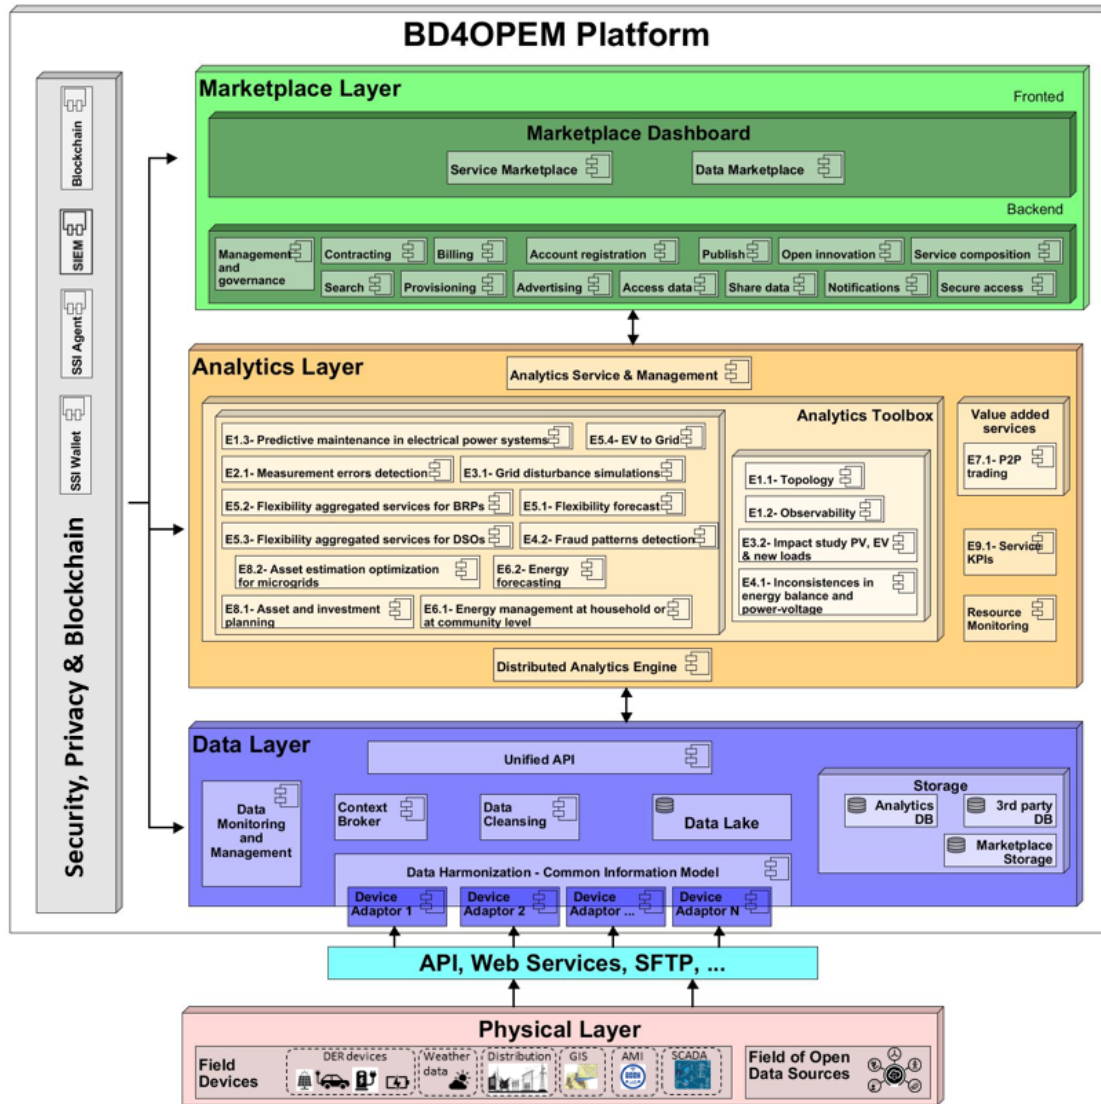 BD4OPEM Platform
Security, Privacy & Blockchain
Blockchain
SIEM
SSI Agent
SSI Wallet
Marketplace Layer
Fronted
Marketplace Dashboard
Service Marketplace
Data Marketplace
Backend
Management
and
governance
Contracting
Billing
Account registration
Publish
Open innovation
Service composition
Search
Provisioning
Advertising
Access data
Share data
Notifications
Secure access
Analytics Layer
Analytics Service & Management
Analytics Toolbox
E1.3- Predictive maintenance in electrical power systems
E5.4- EV to Grid
E2.1- Measurement errors detection
E3.1- Grid disturbance simulations
E5.2- Flexibility aggregated services for BRPs
E5.1- Flexibility forecast
E5.3- Flexibility aggregated services for DSOs
E4.2- Fraud patterns detection
E8.2- Asset estimation optimization
for microgrids
E6.2- Energy
forecasting
E8.1- Asset and investment
planning
E6.1- Energy management at household or
at community level
E1.1- Topology
E1.2- Observability
E3.2- Impact study PV, EV
& new loads
E4.1- Inconsistences in
energy balance and
power-voltage
Value added
services
E7.1- P2P
trading
E9.1- Service
KPIs
Resource
Monitoring
Distributed Analytics Engine
Data Layer
Unified API
Data
Monitoring
and
Management
Context
Broker
Data
Cleansing
Data Lake
Storage
Analytics
DB
3rd party
DB
Marketplace
Storage
Data Harmonization - Common Information Model
Device
Adaptor 1
Device
Adaptor 2
Device
Adaptor ...
Device
Adaptor N
API, Web Services, SFTP, ...
Physical Layer
Field
Devices
DER devices
Weather
data
Distribution
GIS
AMI
SCADA
Field of Open
Data Sources